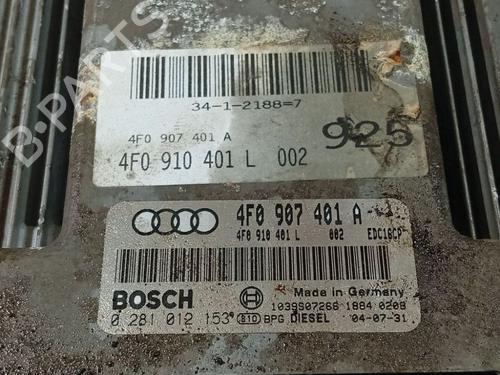 B-PARTS
34-1-2188=7
4F0 907 401 A
925
4F0 910 401 L 002
4F0 907 401 A
4F0 910 401 L 002 EDC16CP
BOSCH
Made in Germany
1039S07266 1884 0208
0 281 012 153 810 BPG DIESEL 04-07-31